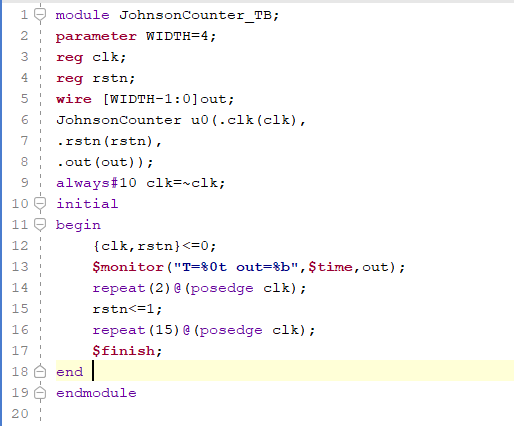 1 module JohnsonCounter_TB;
2 parameter WIDTH=4;
3 reg clk;
4 reg rstn;
5 wire [WIDTH-1:0]out;
6 JohnsonCounter u0(.clk(clk),
7 .rstn(rstn),
8 .out(out));
9 always#10 clk=~clk;
10 initial
11 begin
12 {clk,rstn}<=0;
13 $monitor("T=%0t out=%b",$time,out);
14 repeat(2)@(posedge clk);
15 rstn<=1;
16 repeat(15)@(posedge clk);
17 $finish;
18 end
19 endmodule
20